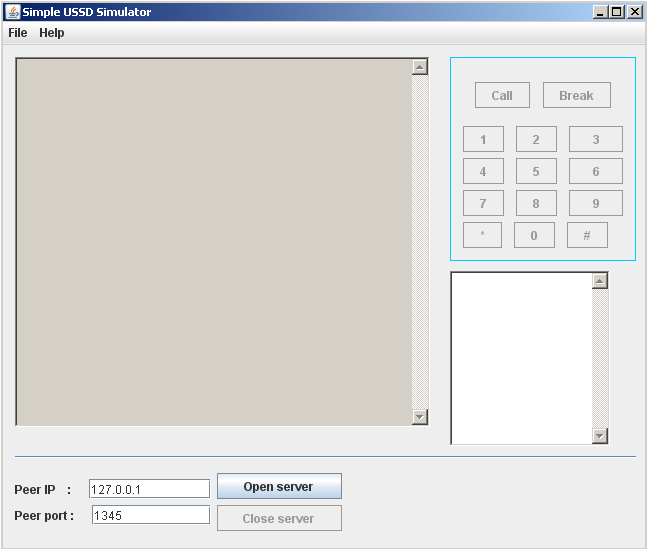 Simple USSD Simulator
File Help
Call Break
1 2 3
4 5 6
7 8 9
* 0 #
Peer IP : 127.0.0.1 Open server
Peer port : 1345 Close server